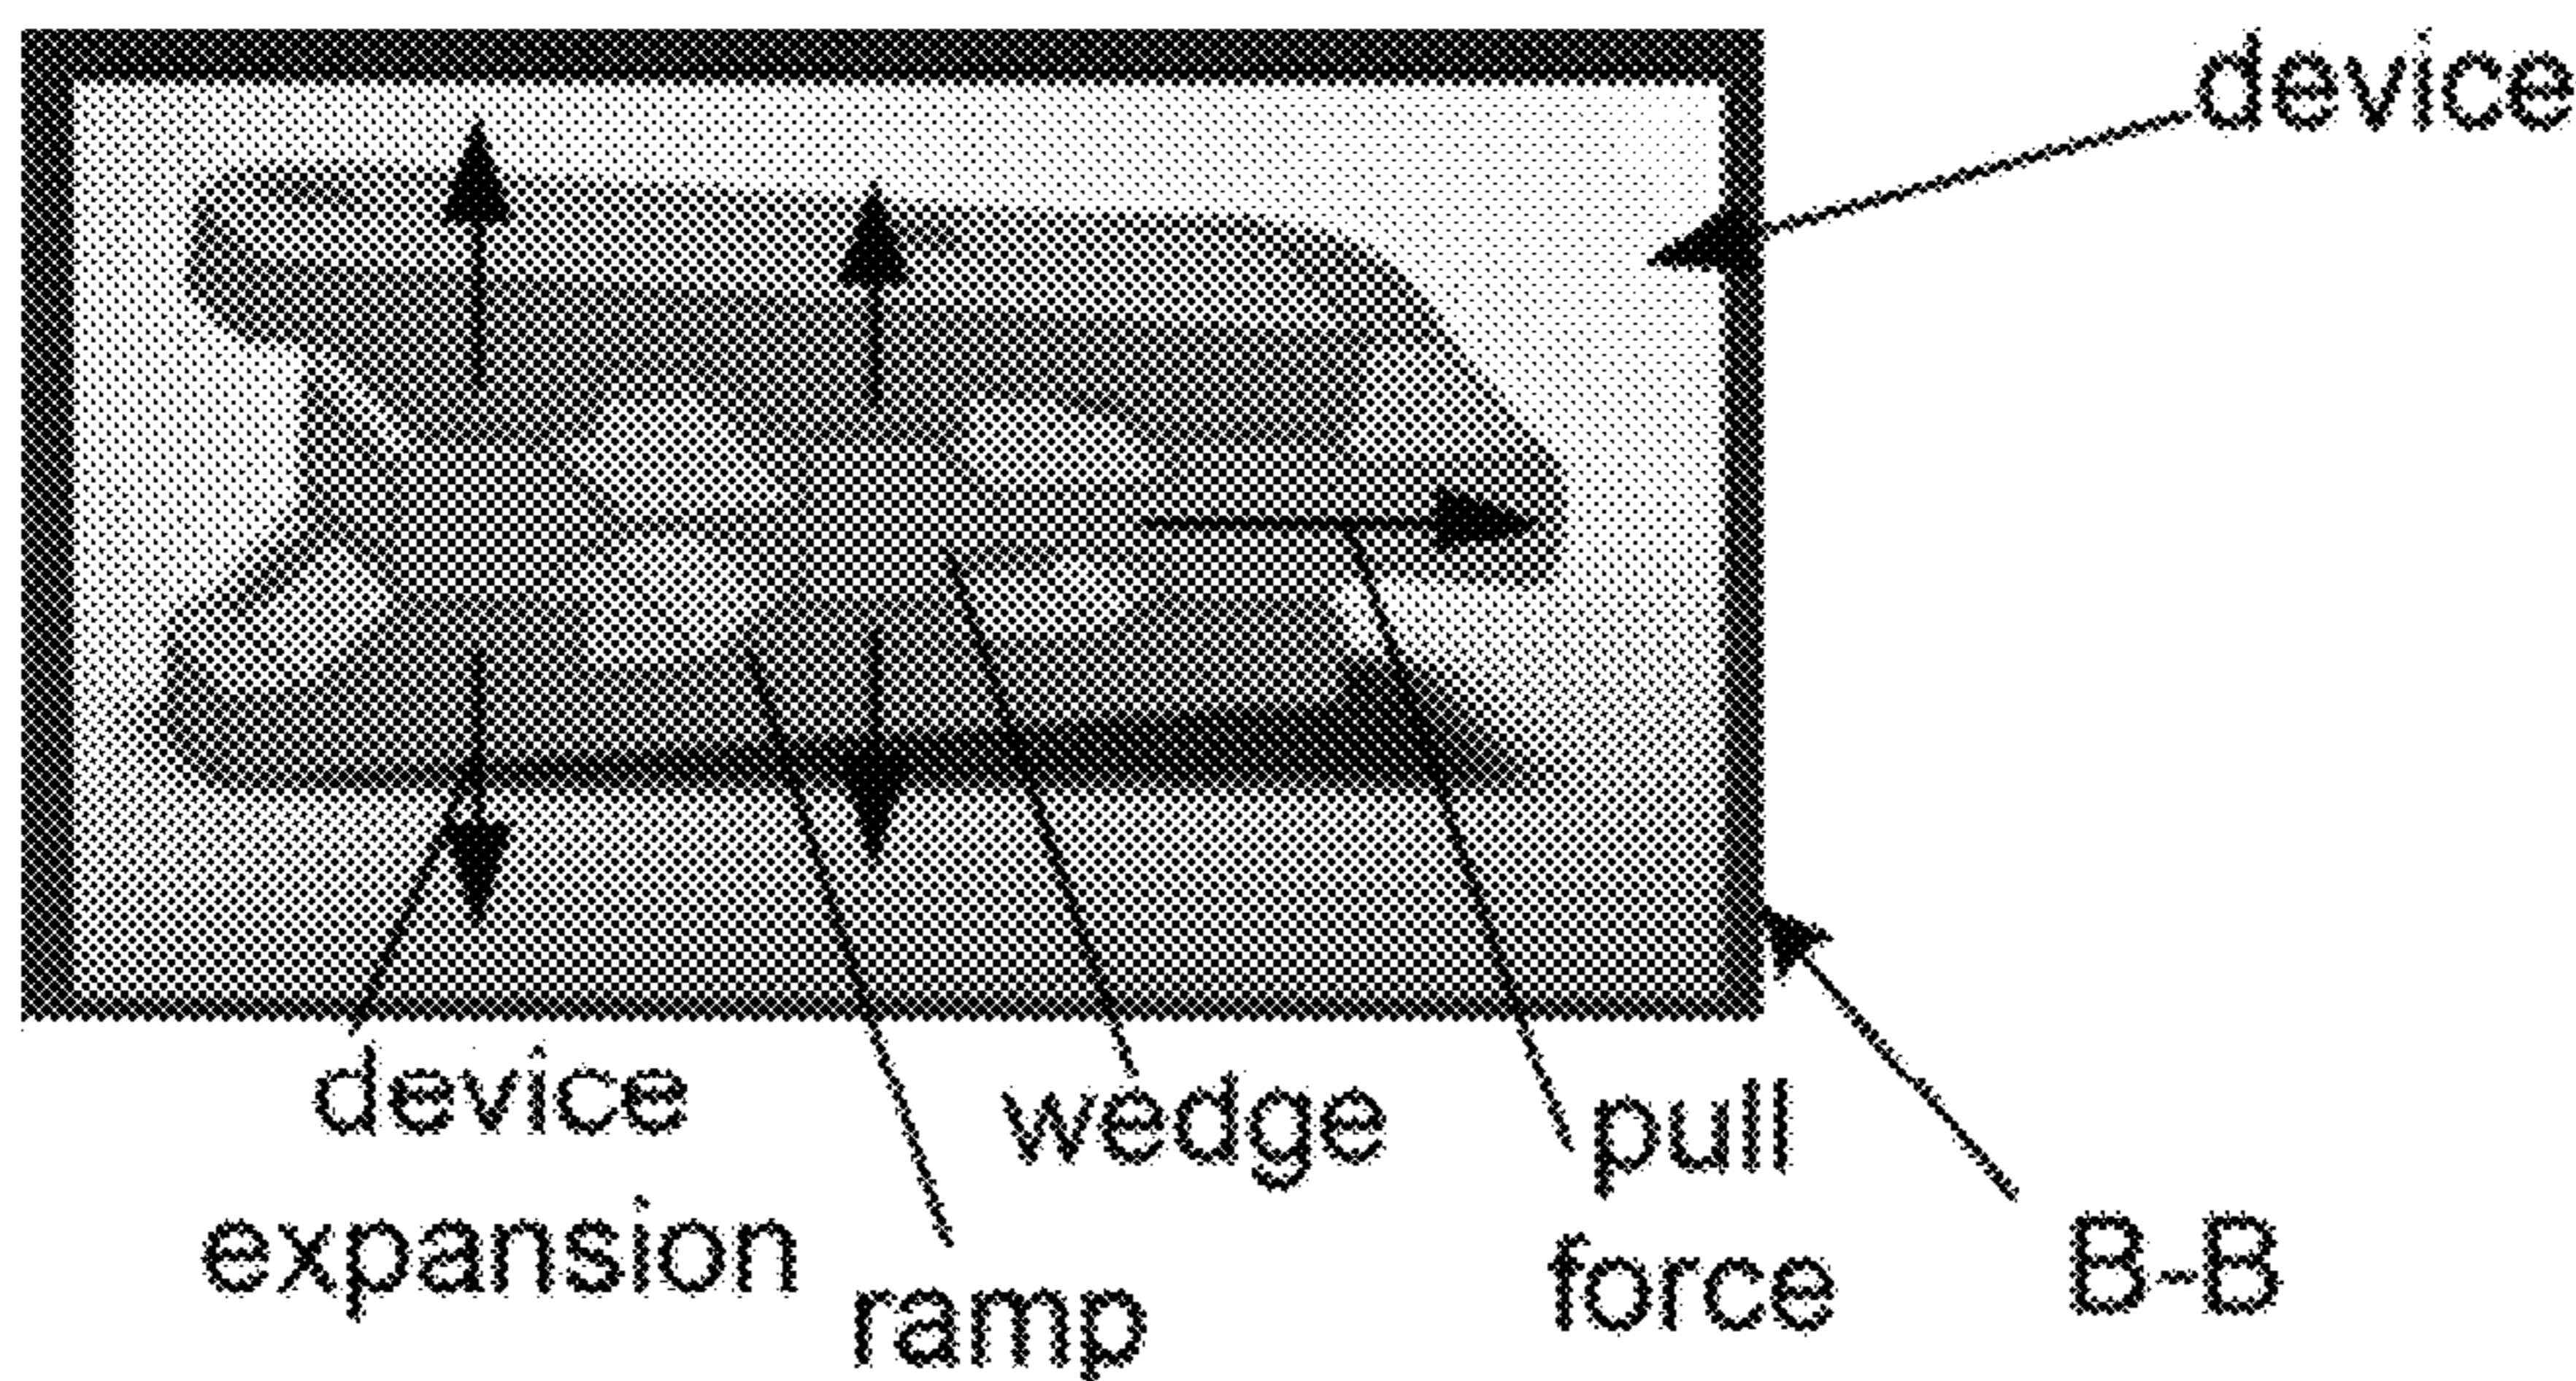 device
device
expansion
ramp
wedge
pull
force
B-B